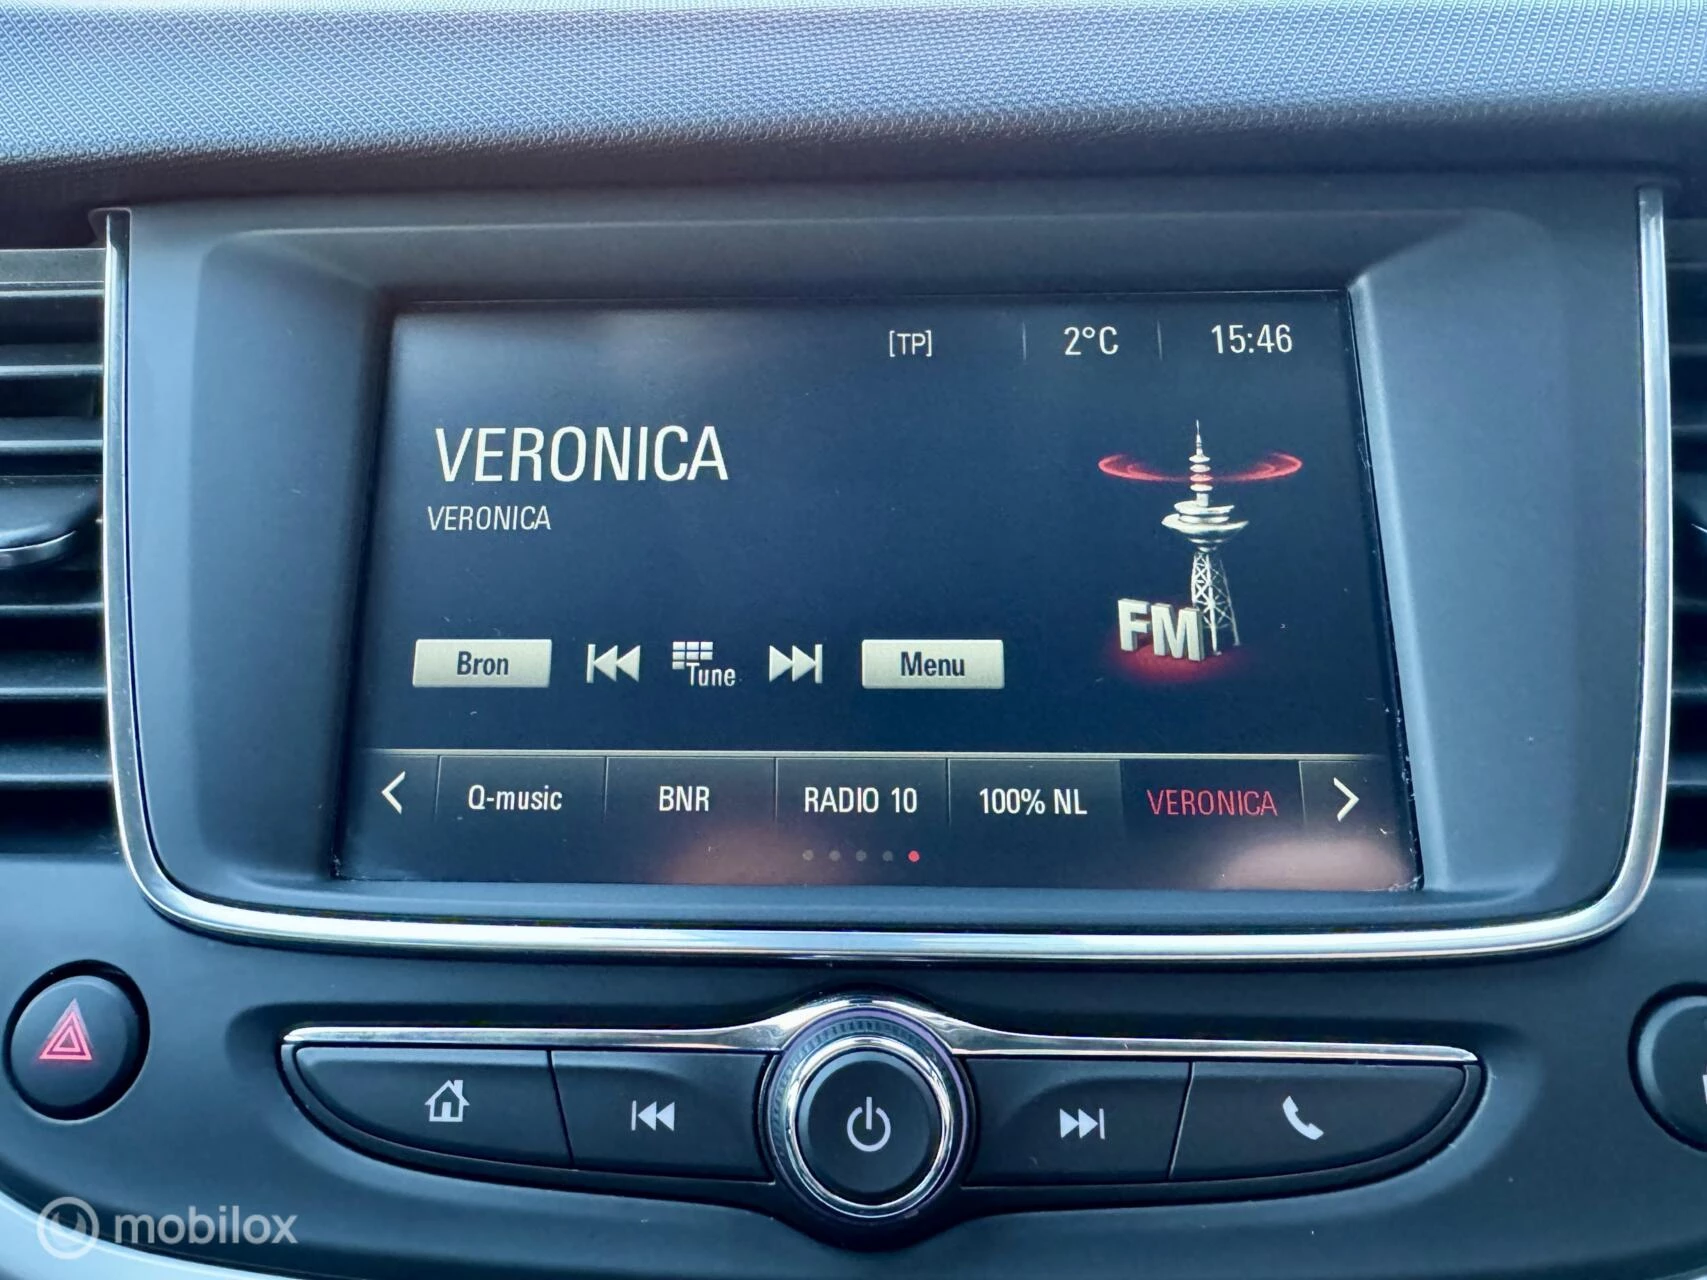 [TP] 2°C 15:46
VERONICA
VERONICA
FM
Bron Tune Menu
Q-music BNR RADIO 10 100% NL VERONICA
mobilox